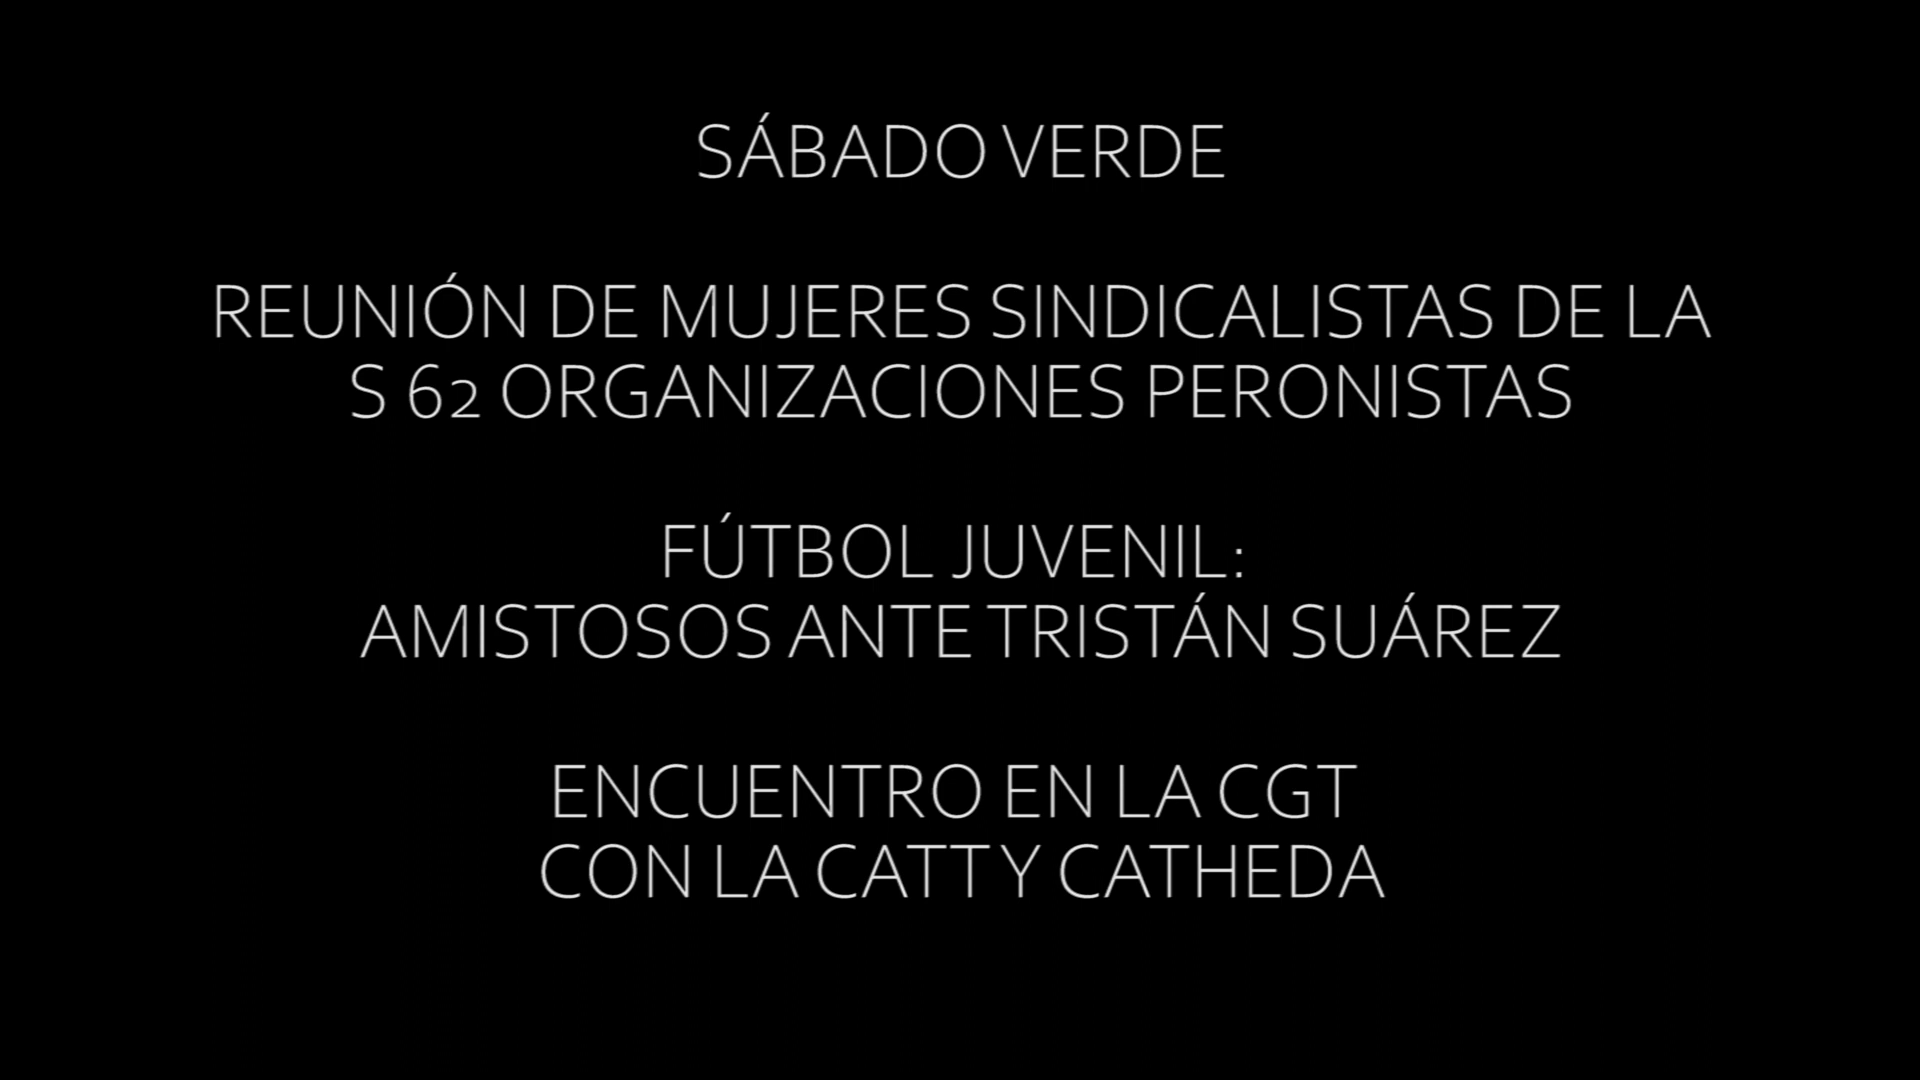 SÁBADO VERDE
REUNIÓN DE MUJERES SINDICALISTAS DE LA
S 62 ORGANIZACIONES PERONISTAS
FÚTBOL JUVENIL:
AMISTOSOS ANTE TRISTÁN SUÁREZ
ENCUENTRO EN LA CGT
CON LA CATT Y CATHEDA